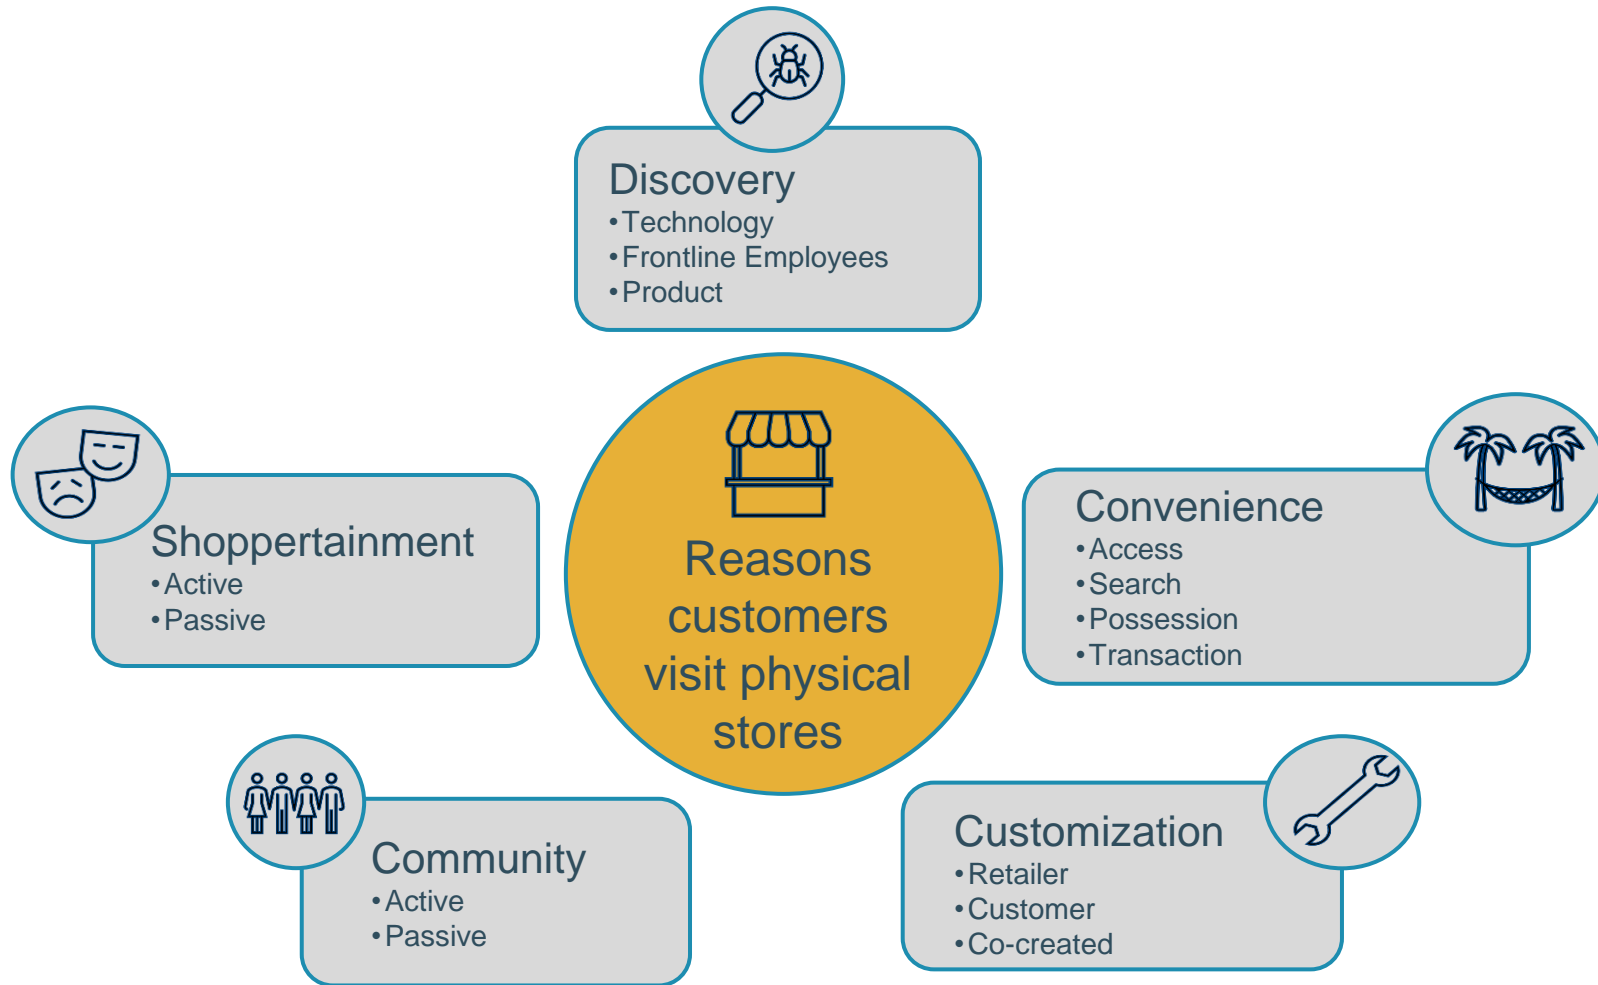 Discovery
•Technology
•Frontline Employees
•Product
Shoppertainment
•Active
•Passive
Reasons
customers
visit physical
stores
Convenience
•Access
•Search
•Possession
•Transaction
Community
•Active
•Passive
Customization
•Retailer
•Customer
•Co-created